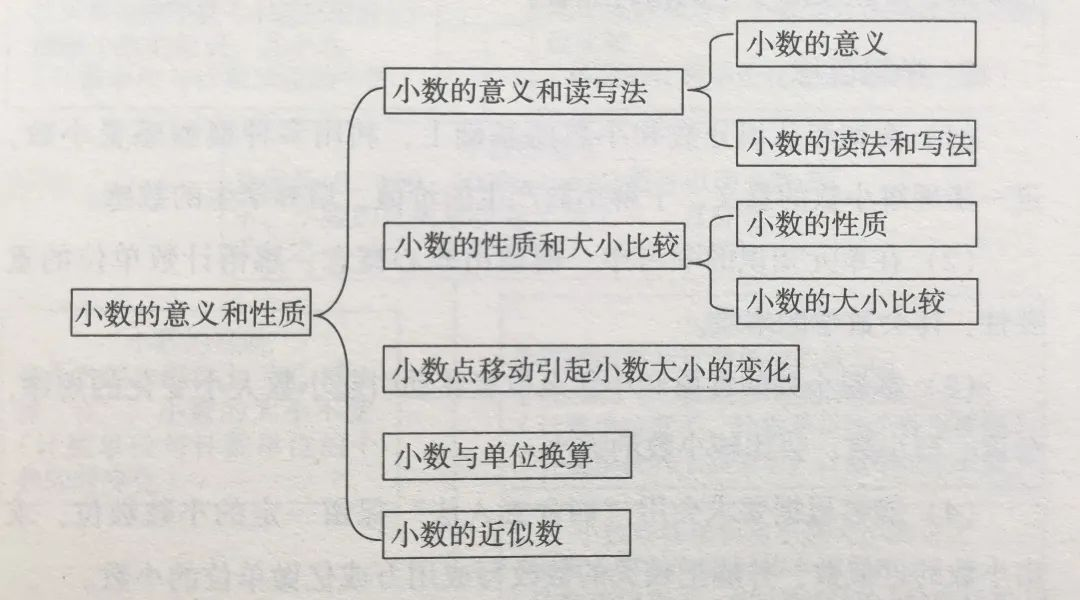 小数的意义
小数的意义和读写法
小数的读法和写法
小数的性质
小数的性质和大小比较
小数的大小比较
小数的意义和性质
小数点移动引起小数大小的变化
小数与单位换算
小数的近似数